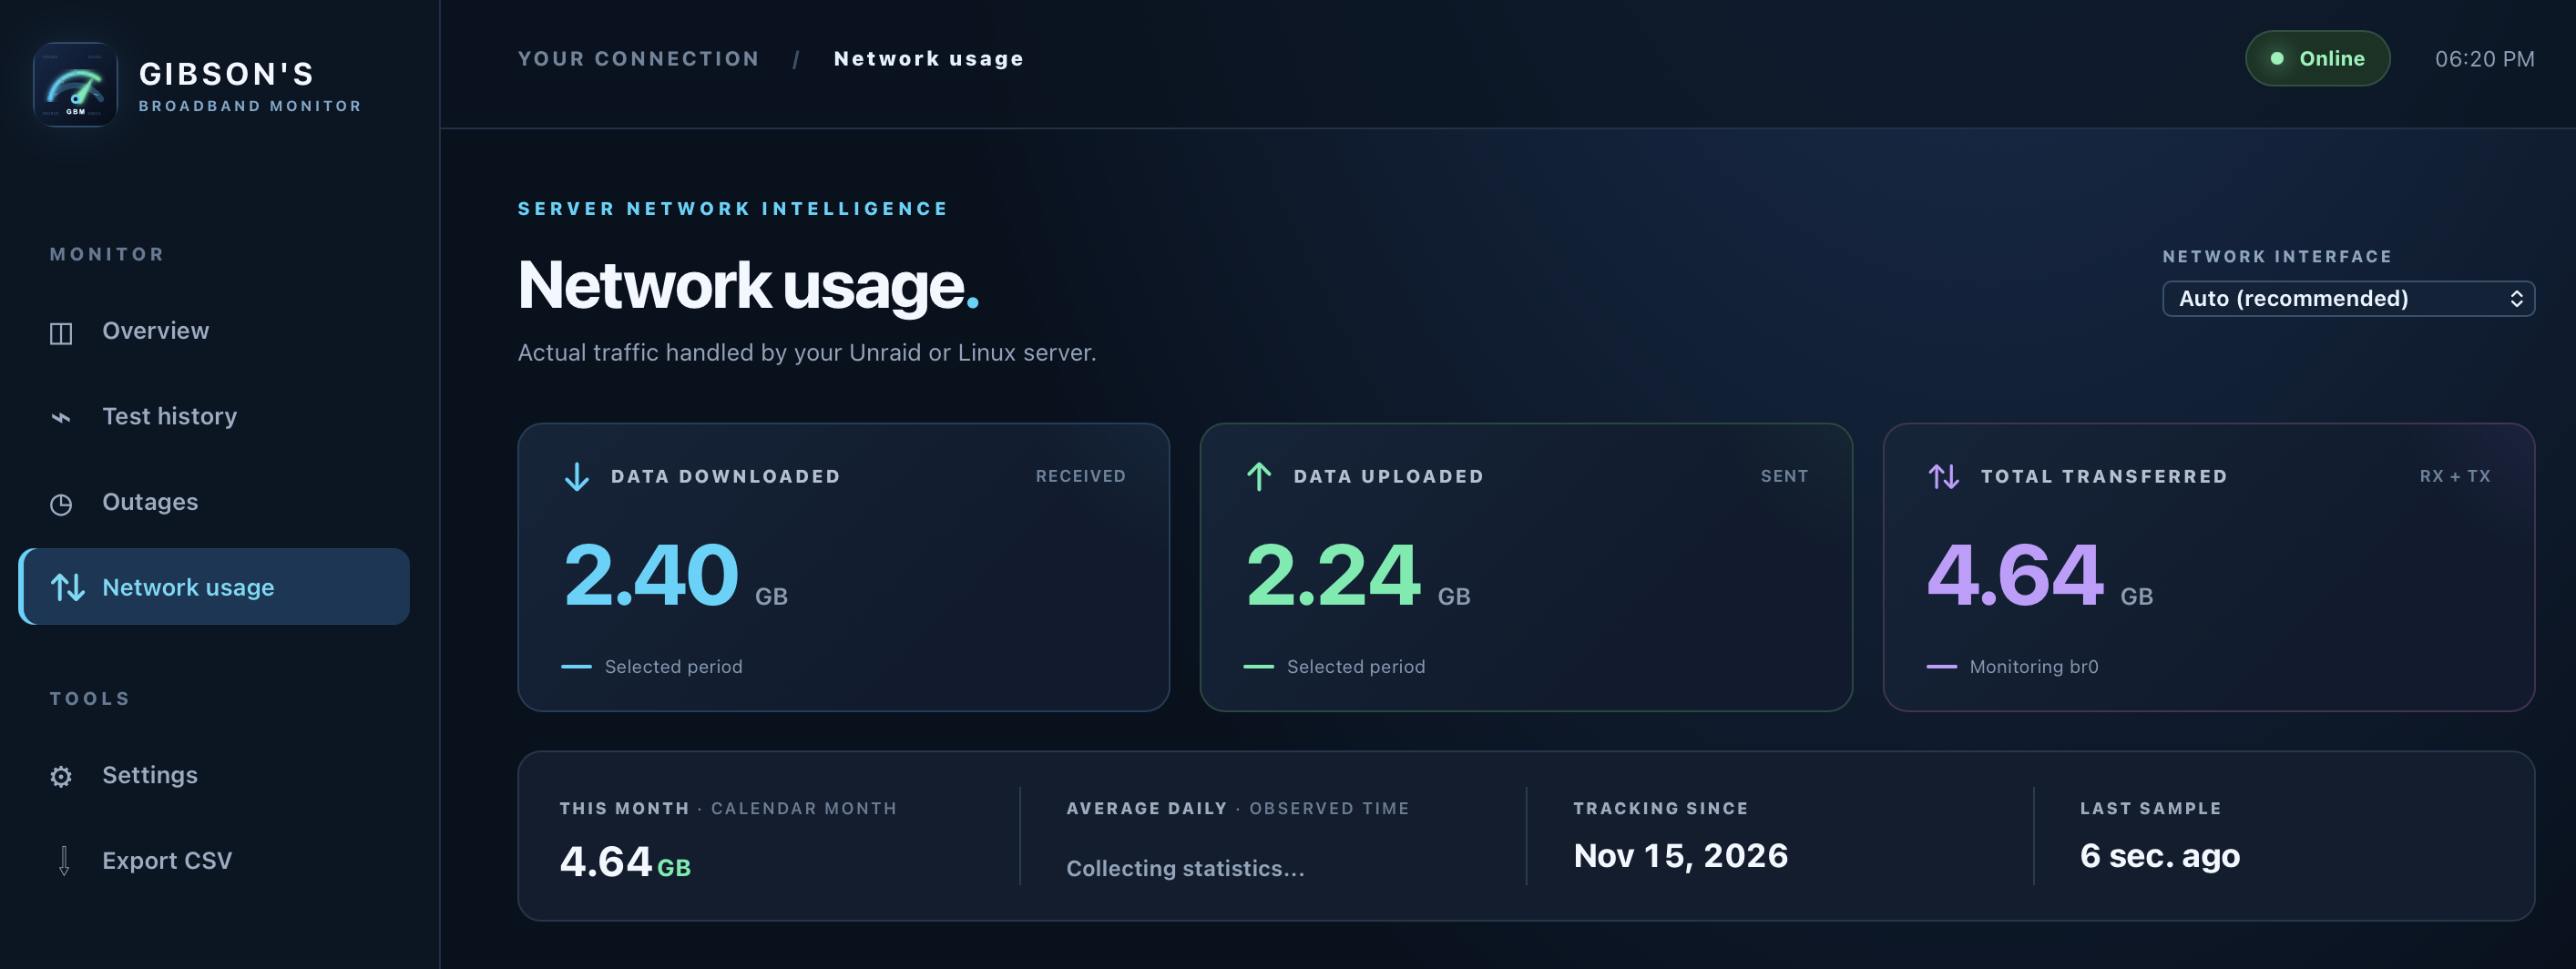 GIBSON'S
BROADBAND MONITOR
GBM
MONITOR
Overview
Test history
Outages
Network usage
TOOLS
Settings
Export CSV
YOUR CONNECTION / Network usage
Online
06:20 PM
SERVER NETWORK INTELLIGENCE
Network usage.
Actual traffic handled by your Unraid or Linux server.
NETWORK INTERFACE
Auto (recommended)
DATA DOWNLOADED RECEIVED
2.40 GB
Selected period
DATA UPLOADED SENT
2.24 GB
Selected period
TOTAL TRANSFERRED RX + TX
4.64 GB
Monitoring br0
THIS MONTH · CALENDAR MONTH
4.64 GB
AVERAGE DAILY · OBSERVED TIME
Collecting statistics...
TRACKING SINCE
Nov 15, 2026
LAST SAMPLE
6 sec. ago